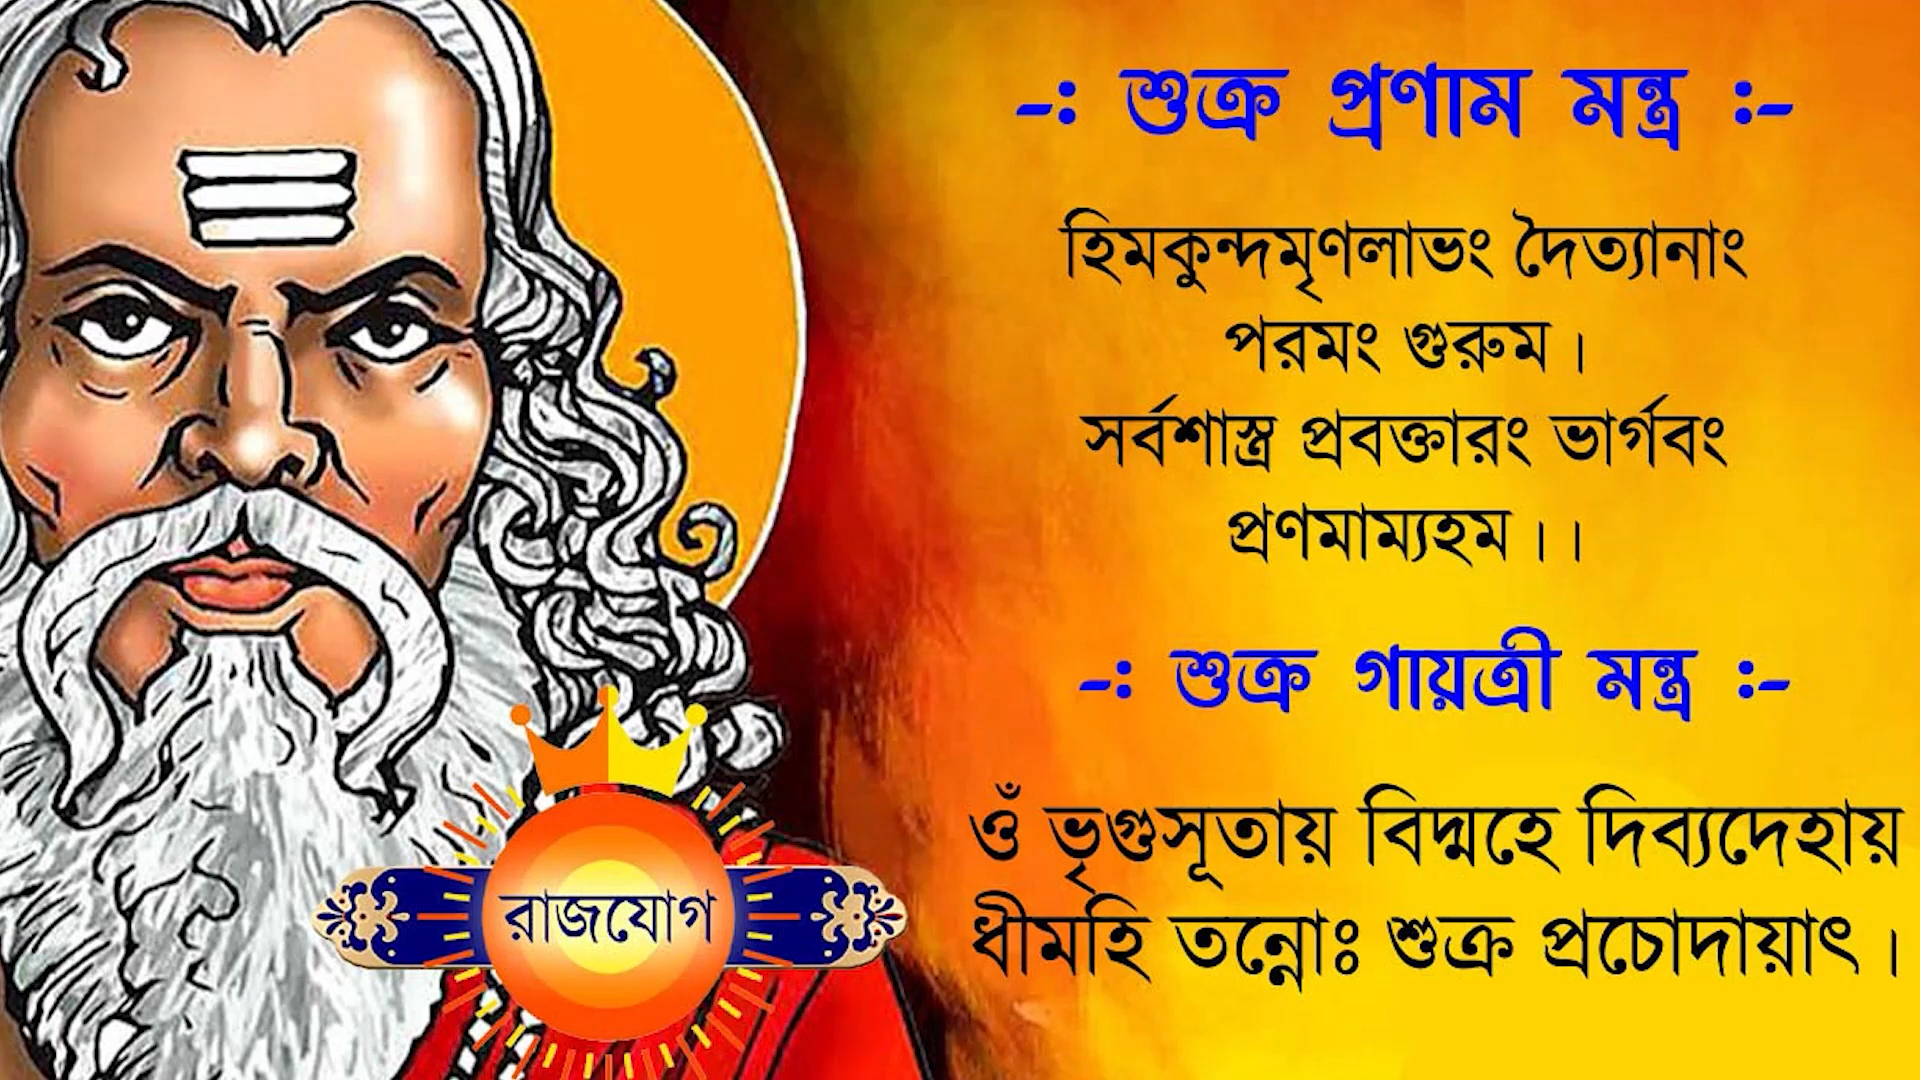 -: শুক্র প্রণাম মন্ত্র :-
হিমকুন্দমৃণলাভং দৈত্যানাং
পরমং গুরুম।
সর্বশাস্ত্র প্রবক্তারং ভার্গবং
প্রণমাম্যহম।।
-: শুক্র গায়ত্রী মন্ত্র :-
ওঁ ভৃগুসূতায় বিদ্মহে দিব্যদেহায়
ধীমহি তন্নোঃ শুক্র প্রচোদায়াৎ।
রাজযোগ